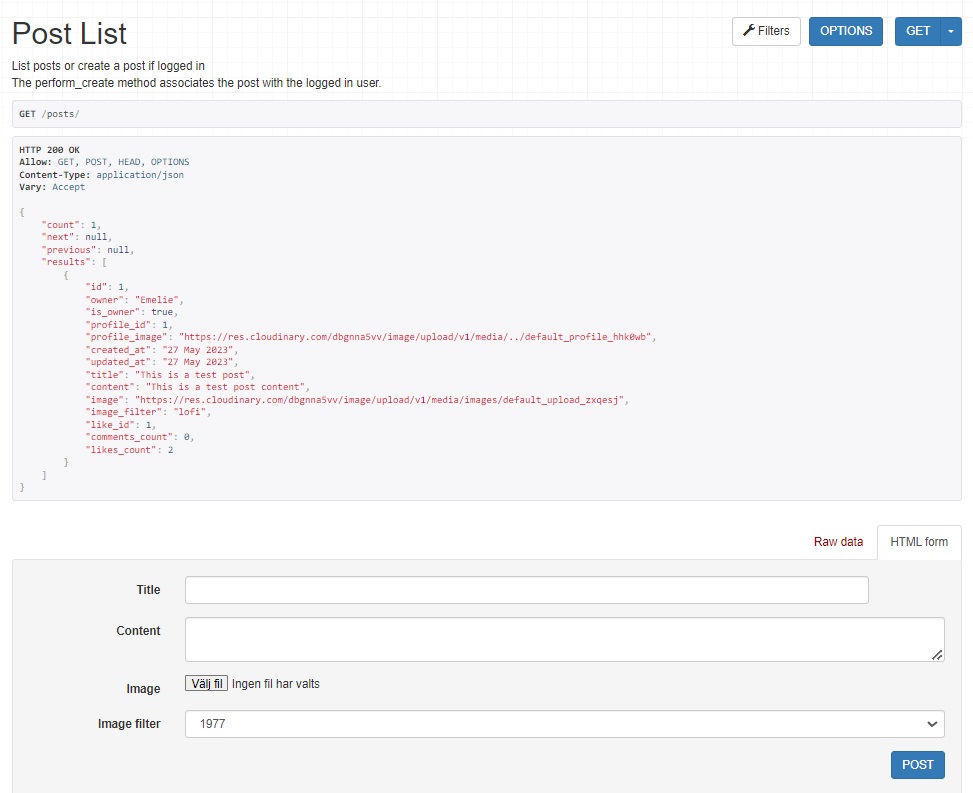 Post List
Filters
OPTIONS
GET
List posts or create a post if logged in
The perform_create method associates the post with the logged in user.
GET /posts/
HTTP 200 OK
Allow: GET, POST, HEAD, OPTIONS
Content-Type: application/json
Vary: Accept
{
"count": 1,
"next": null,
"previous": null,
"results": [
{
"id": 1,
"owner": "Emelie",
"is_owner": true,
"profile_id": 1,
"profile_image": "https://res.cloudinary.com/dbgnna5vv/image/upload/v1/media/../default_profile_hhk0wb",
"created_at": "27 May 2023",
"updated_at": "27 May 2023",
"title": "This is a test post",
"content": "This is a test post content",
"image": "https://res.cloudinary.com/dbgnna5vv/image/upload/v1/media/images/default_upload_zxqesj",
"image_filter": "lofi",
"like_id": 1,
"comments_count": 0,
"likes_count": 2
}
]
}
Raw data
HTML form
Title
Content
Image
Välj fil Ingen fil har valts
Image filter
1977
POST